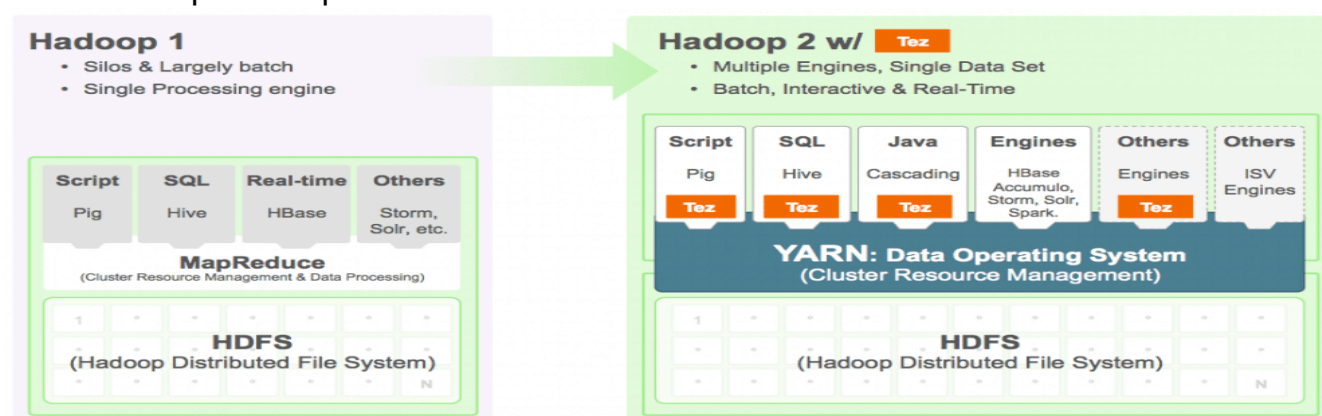 Hadoop 1
• Silos & Largely batch
• Single Processing engine
Script
Pig
SQL
Hive
Real-time
HBase
Others
Storm,
Solr, etc.
MapReduce
(Cluster Resource Management & Data Processing)
1
HDFS
(Hadoop Distributed File System)
N
Hadoop 2 w/ Tez
• Multiple Engines, Single Data Set
• Batch, Interactive & Real-Time
Script
Pig
Tez
SQL
Hive
Tez
Java
Cascading
Tez
Engines
HBase
Accumulo,
Storm, Solr,
Spark.
Others
Engines
Tez
Others
ISV
Engines
YARN: Data Operating System
(Cluster Resource Management)
1
HDFS
(Hadoop Distributed File System)
N